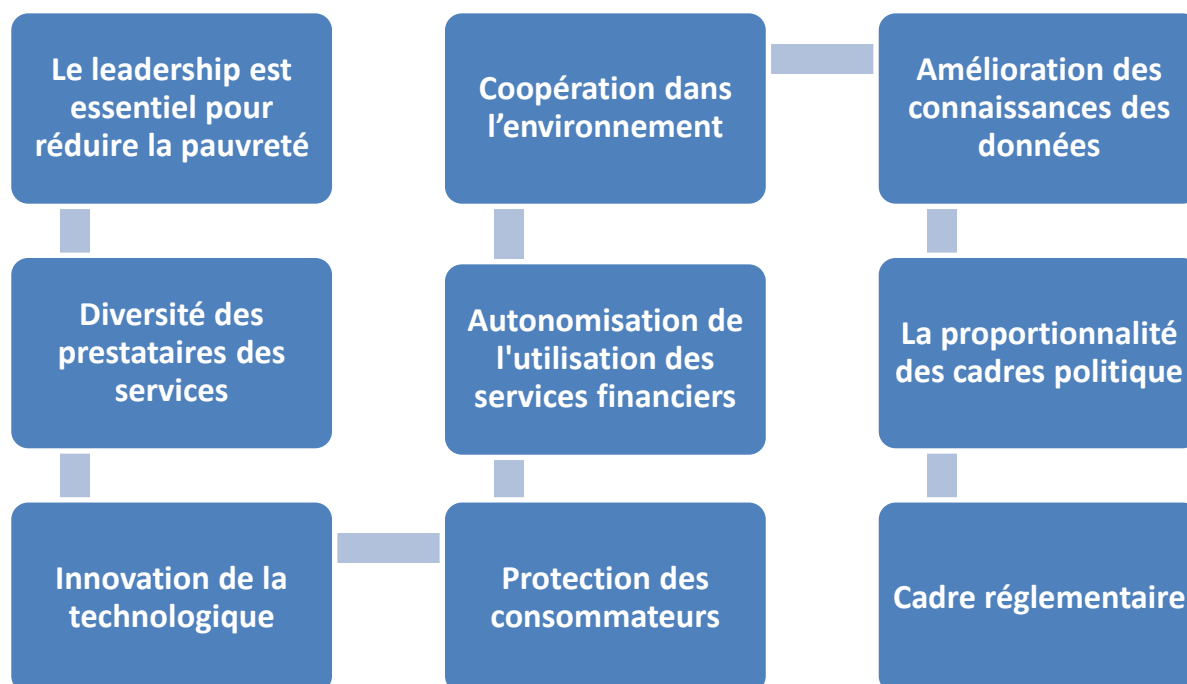 Le leadership est
essentiel pour
réduire la pauvreté
Diversité des
prestataires des
services
Innovation de la
technologique
Protection des
consommateurs
Autonomisation de
l'utilisation des
services financiers
Coopération dans
l’environnement
Amélioration des
connaissances des
données
La proportionnalité
des cadres politique
Cadre réglementaire